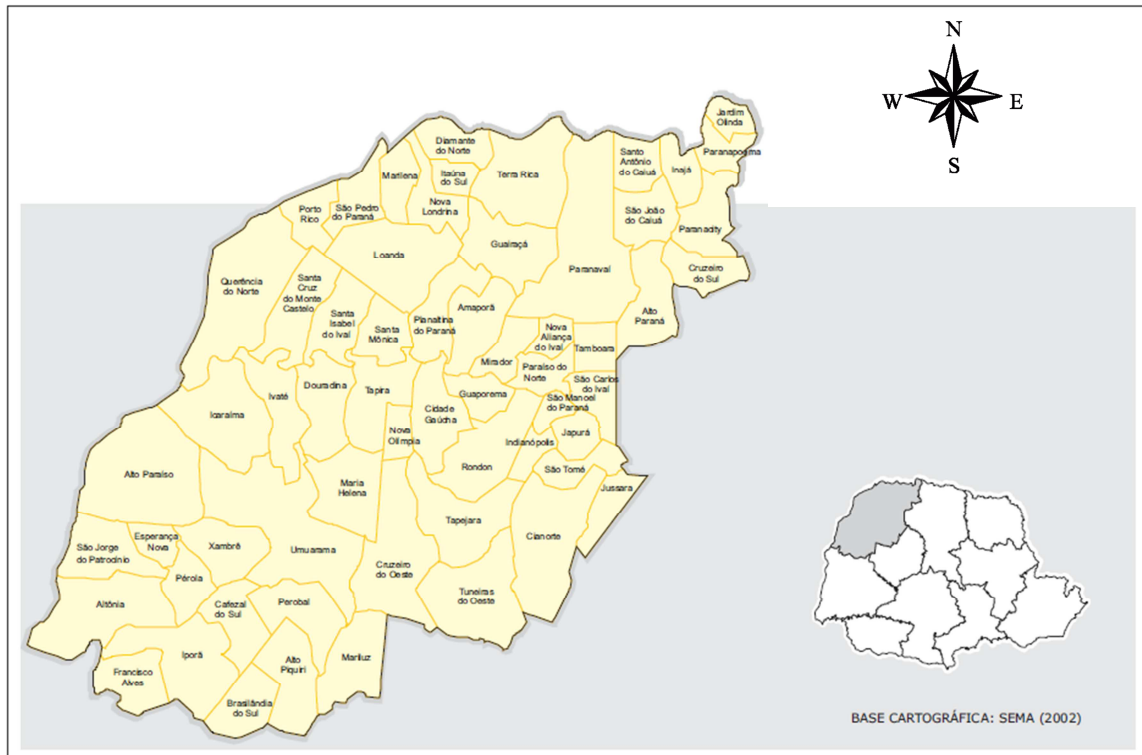 N
W
E
S
Jardim
Olinda
Paranapoema
Diamante
do Norte
Itaúna
do Sul
Marilena
Terra Rica
Santo
Antônio
do Caiuá
Inajá
Porto
Rico
São Pedro
do Paraná
Nova
Londrina
São João
do Caiuá
Paranacity
Loanda
Guairaçá
Paranavaí
Cruzeiro
do Sul
Querência
do Norte
Santa
Cruz
do Monte
Castelo
Santa
Isabel
do Ivaí
Santa
Mônica
Planaltina
do Paraná
Amaporã
Alto
Paraná
Nova
Aliança
do Ivaí
Tamboara
Mirador
Paraíso do
Norte
São Carlos
do Ivaí
Icaraíma
Ivaté
Douradina
Tapira
Cidade
Gaúcha
Guaporema
São Manoel
do Paraná
Nova
Olímpia
Indianópolis
Japurá
Rondon
São Tomé
Jussara
Alto Paraíso
Maria
Helena
Tapejara
Cianorte
São Jorge
do Patrocínio
Esperança
Nova
Xambrê
Umuarama
Cruzeiro
do Oeste
Pérola
Tuneiras
do Oeste
Altônia
Cafezal
do Sul
Perobal
Iporã
Alto
Piquiri
Mariluz
Francisco
Alves
Brasilândia
do Sul
BASE CARTOGRÁFICA: SEMA (2002)